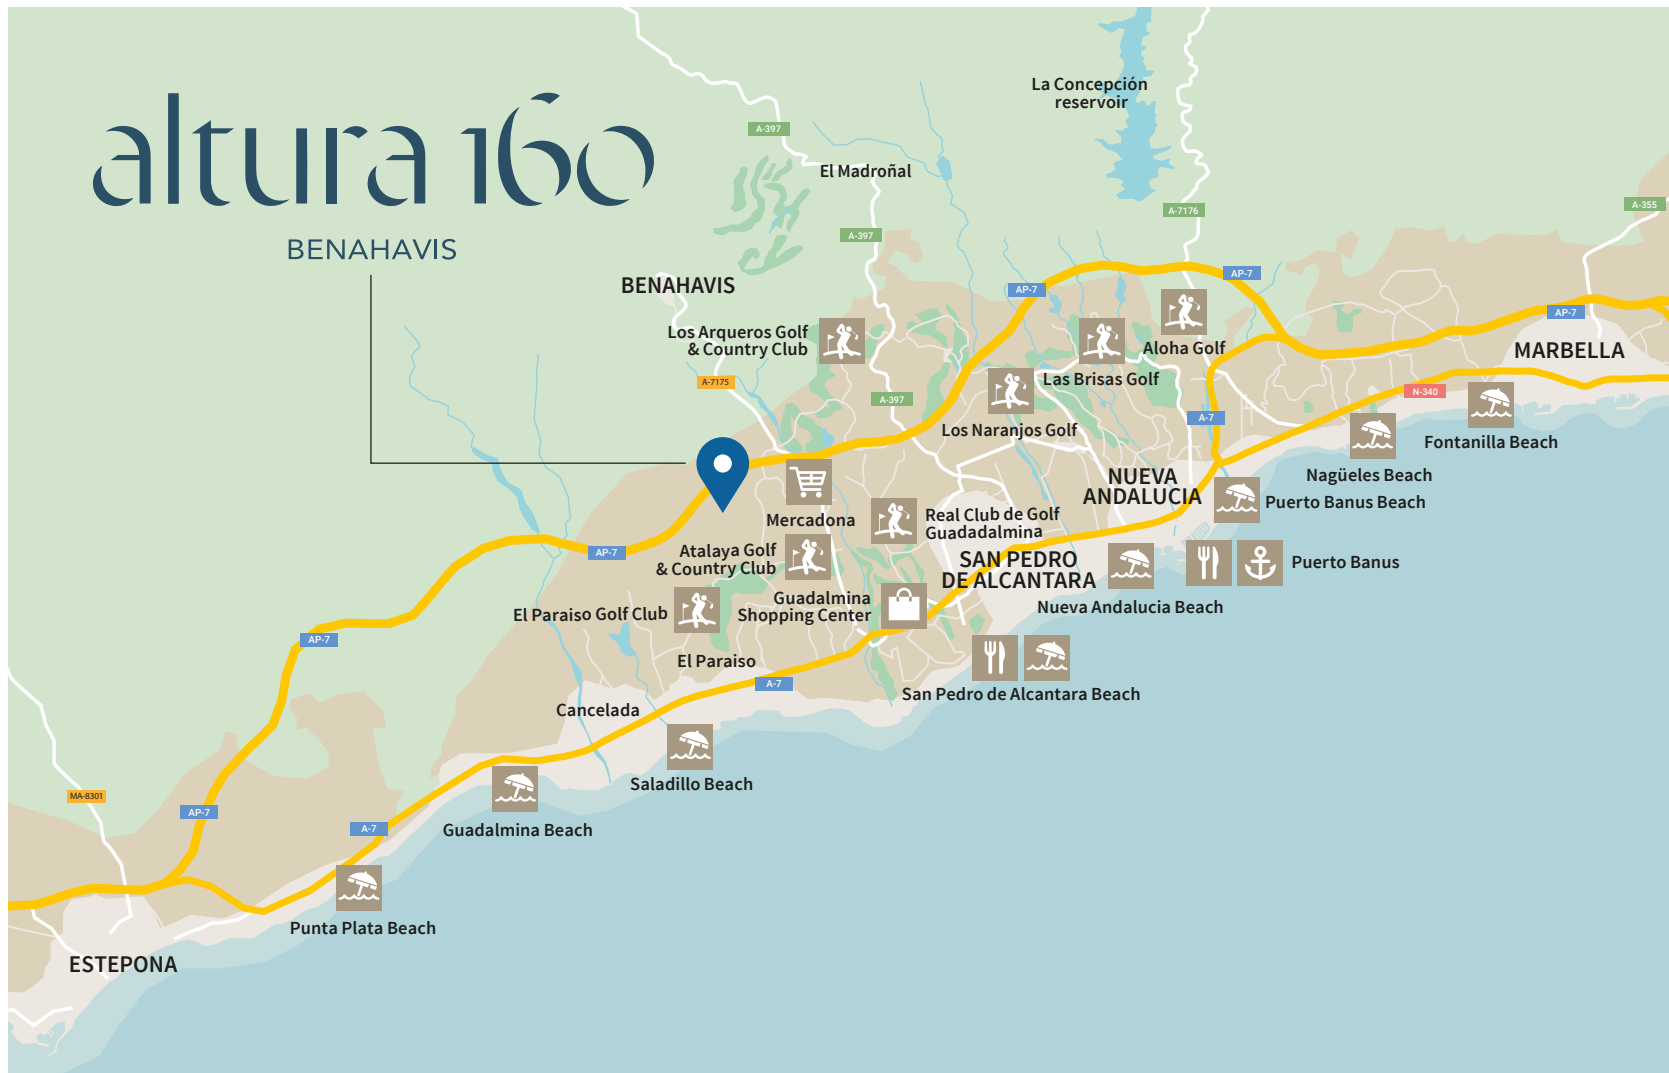 La Concepción
reservoir
altura 160
BENAHAVIS
A-397
El Madroñal
A-7176
A-355
A-397
AP-7
BENAHAVIS
AP-7
AP-7
Los Arqueros Golf
& Country Club
Aloha Golf
MARBELLA
A-7175
Las Brisas Golf
N-340
A-397
A-7
Los Naranjos Golf
Fontanilla Beach
Nagüeles Beach
NUEVA
ANDALUCIA
Puerto Banus Beach
Mercadona
Real Club de Golf
Guadadalmina
AP-7
Atalaya Golf
& Country Club
SAN PEDRO
DE ALCANTARA
Puerto Banus
Guadalmina
Shopping Center
Nueva Andalucia Beach
El Paraiso Golf Club
AP-7
El Paraiso
A-7
San Pedro de Alcantara Beach
Cancelada
Saladillo Beach
MA-8301
AP-7
A-7
Guadalmina Beach
Punta Plata Beach
ESTEPONA